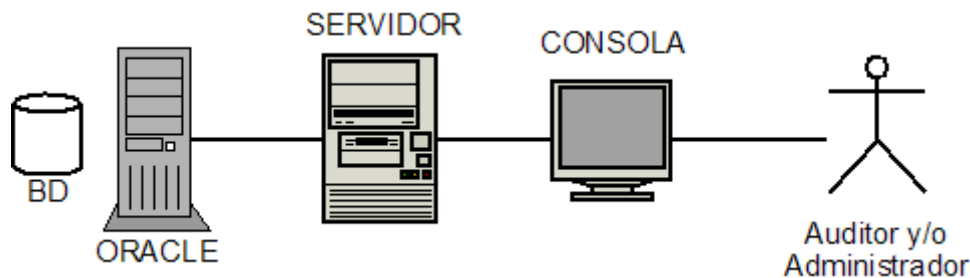 SERVIDOR
CONSOLA
BD
ORACLE
Auditor y/o
Administrador